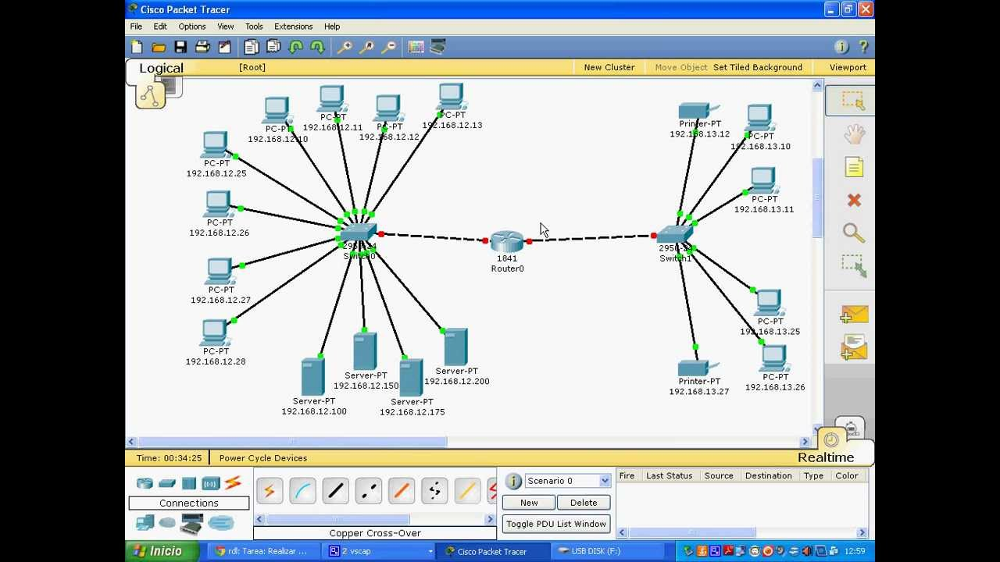 Cisco Packet Tracer
File Edit Options View Tools Extensions Help
Logical
[Root]
New Cluster
Move Object
Set Tiled Background
Viewport
PC-PT
192.168.12.10
PC-PT
192.168.12.11
PC-PT
192.168.12.12
PC-PT
192.168.12.13
PC-PT
192.168.12.25
PC-PT
192.168.12.26
PC-PT
192.168.12.27
PC-PT
192.168.12.28
2950-24
Switch0
Server-PT
192.168.12.100
Server-PT
192.168.12.150
Server-PT
192.168.12.175
Server-PT
192.168.12.200
1841
Router0
2950-24
Switch1
Printer-PT
192.168.13.12
PC-PT
192.168.13.10
PC-PT
192.168.13.11
PC-PT
192.168.13.25
PC-PT
192.168.13.26
Printer-PT
192.168.13.27
Time: 00:34:25
Power Cycle Devices
Realtime
Connections
Copper Cross-Over
Scenario 0
New
Delete
Toggle PDU List Window
Fire Last Status Source Destination Type Color
Inicio
rdl: Tarea: Realizar ...
2 vscap
Cisco Packet Tracer
USB DISK (F:)
12:59